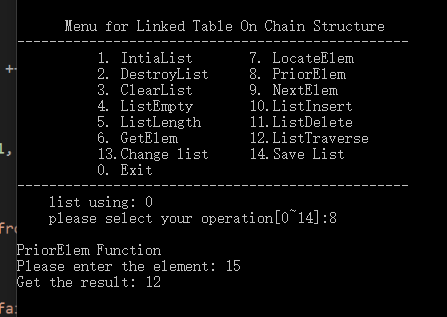 Menu for Linked Table On Chain Structure
-------------------------------------------------
1. IntiaList 7. LocateElem
2. DestroyList 8. PriorElem
3. ClearList 9. NextElem
4. ListEmpty 10.ListInsert
5. ListLength 11.ListDelete
6. GetElem 12.ListTraverse
13.Change list 14.Save List
0. Exit
-------------------------------------------------
list using: 0
please select your operation[0~14]:8
PriorElem Function
Please enter the element: 15
Get the result: 12